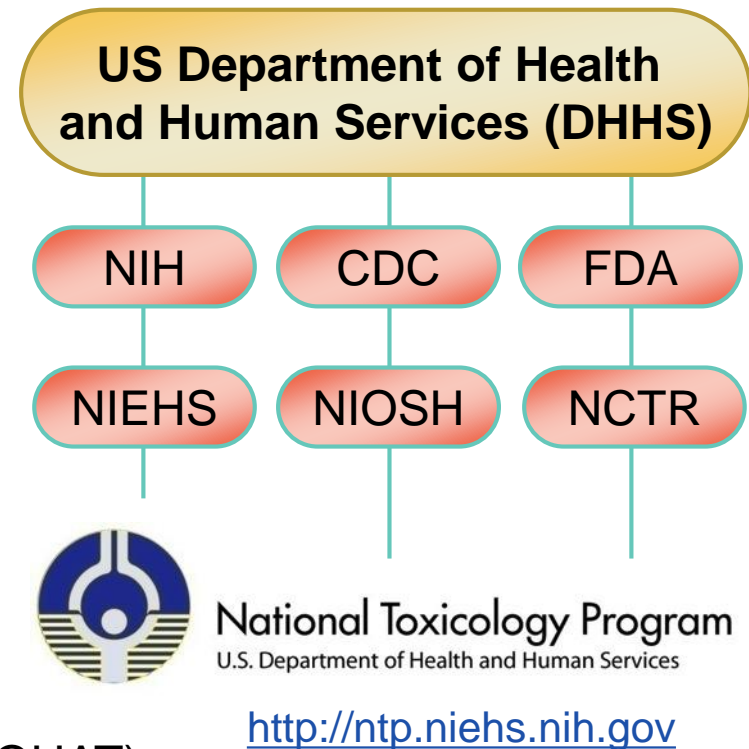 US Department of Health
and Human Services (DHHS)
NIH
CDC
FDA
NIEHS
NIOSH
NCTR
National Toxicology Program
U.S. Department of Health and Human Services
http://ntp.niehs.nih.gov